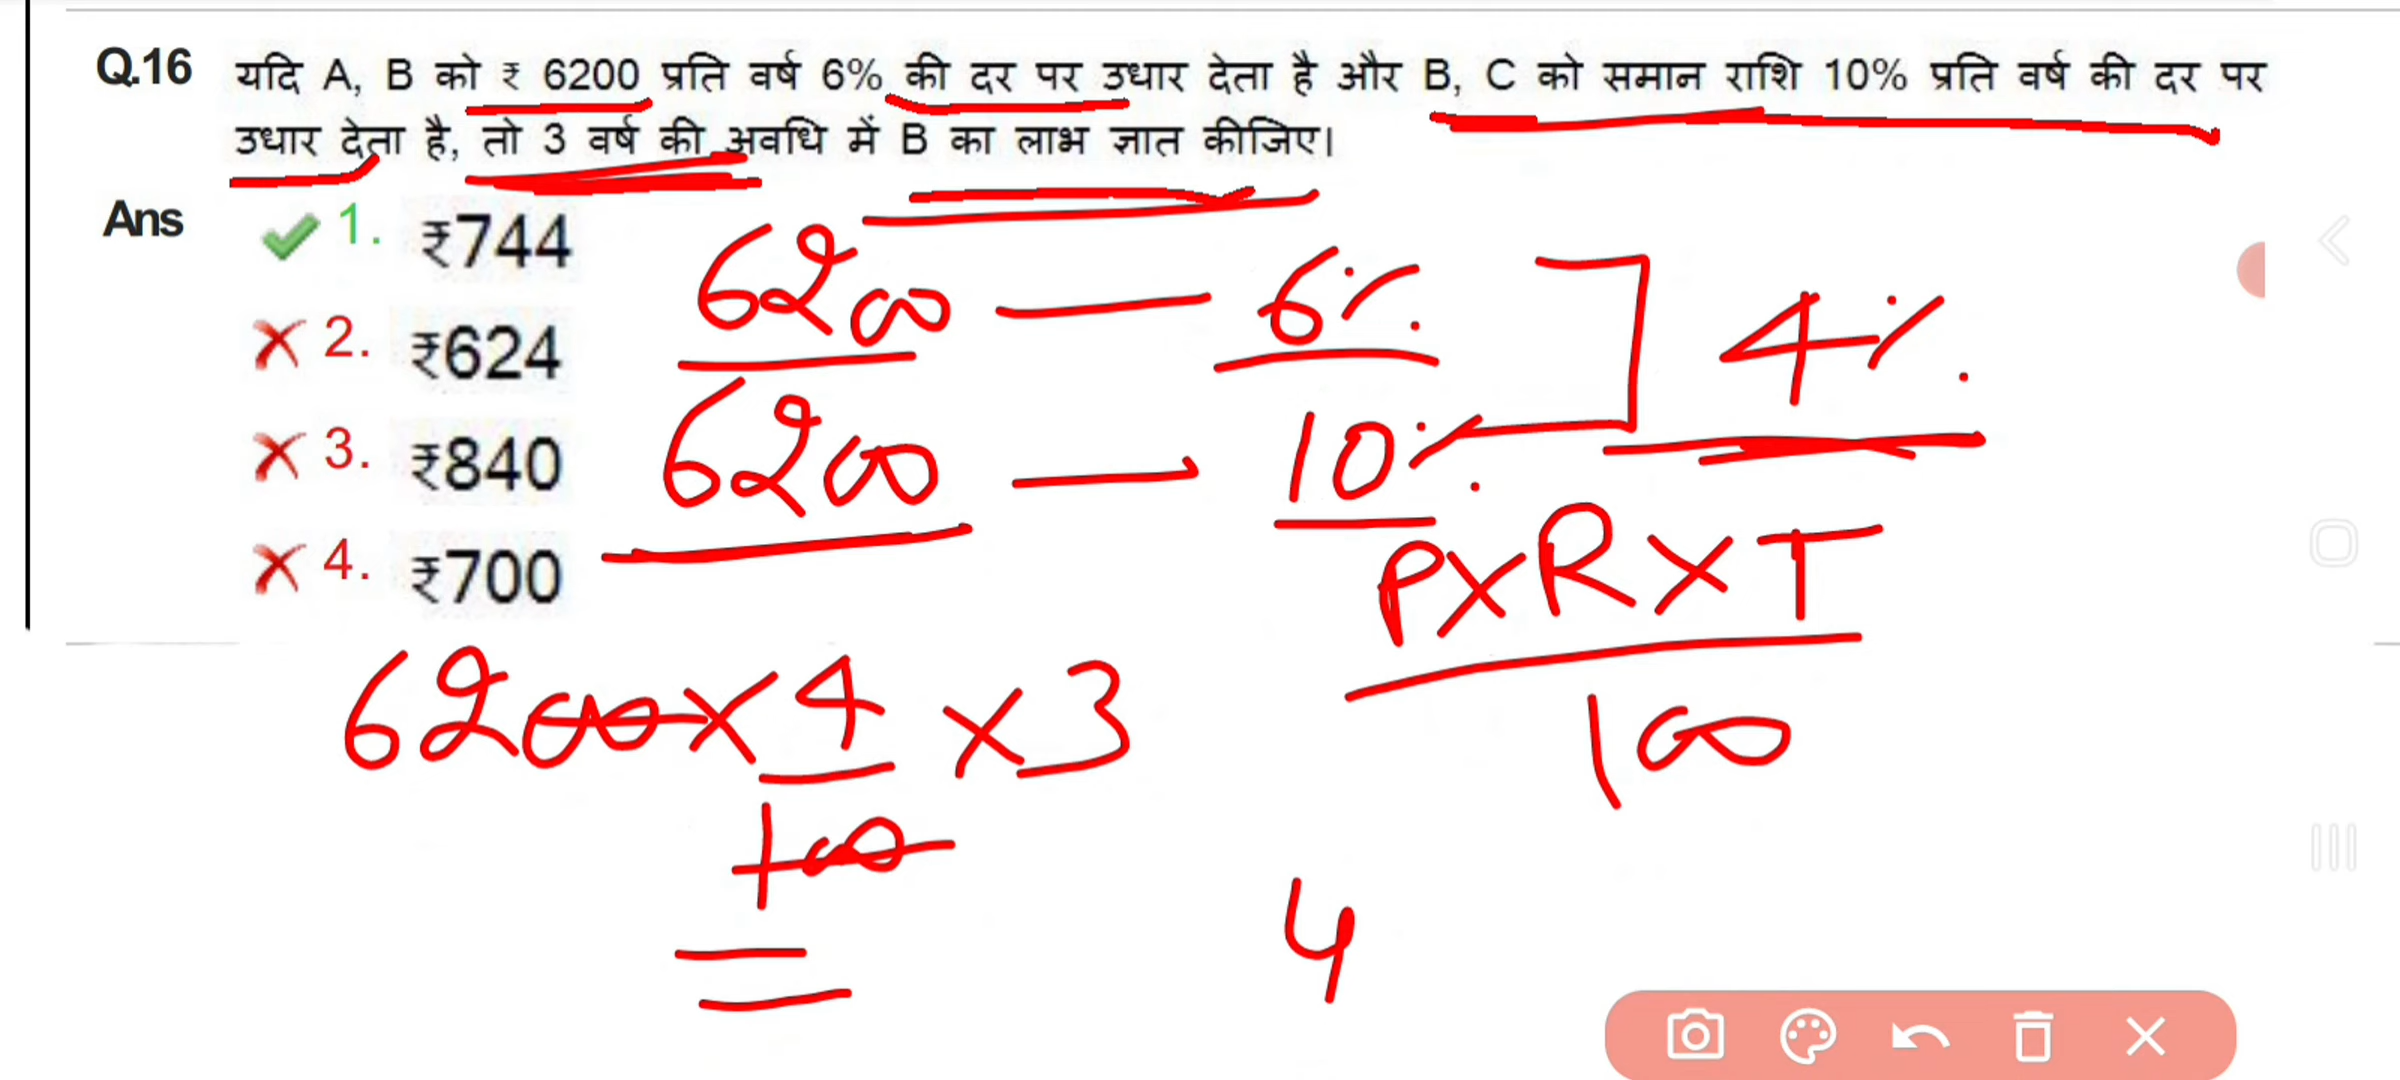 Q.16 यदि A, B को ₹ 6200 प्रति वर्ष 6% की दर पर उधार देता है और B, C को समान राशि 10% प्रति वर्ष की दर पर
उधार देता है, तो 3 वर्ष की अवधि में B का लाभ ज्ञात कीजिए।
Ans 1. ₹744
2. ₹624
3. ₹840
4. ₹700
6200 — 6%
4%
6200 — 10%
P×R×T
100
6200 × 4 × 3
100
=
4